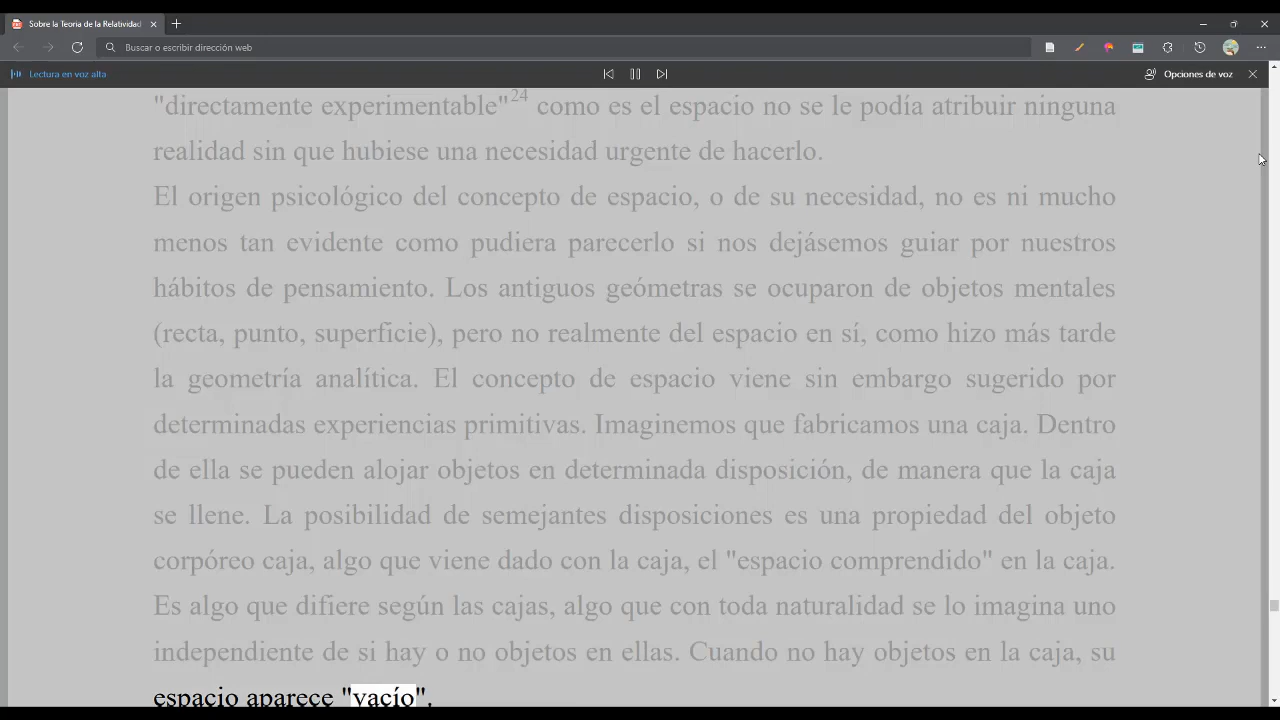 Sobre la Teoria de la Relatividad
Buscar o escribir dirección web
Lectura en voz alta
Opciones de voz
"directamente experimentable"24 como es el espacio no se le podía atribuir ninguna
realidad sin que hubiese una necesidad urgente de hacerlo.
El origen psicológico del concepto de espacio, o de su necesidad, no es ni mucho
menos tan evidente como pudiera parecerlo si nos dejásemos guiar por nuestros
hábitos de pensamiento. Los antiguos geómetras se ocuparon de objetos mentales
(recta, punto, superficie), pero no realmente del espacio en sí, como hizo más tarde
la geometría analítica. El concepto de espacio viene sin embargo sugerido por
determinadas experiencias primitivas. Imaginemos que fabricamos una caja. Dentro
de ella se pueden alojar objetos en determinada disposición, de manera que la caja
se llene. La posibilidad de semejantes disposiciones es una propiedad del objeto
corpóreo caja, algo que viene dado con la caja, el "espacio comprendido" en la caja.
Es algo que difiere según las cajas, algo que con toda naturalidad se lo imagina uno
independiente de si hay o no objetos en ellas. Cuando no hay objetos en la caja, su
espacio aparece "vacío".